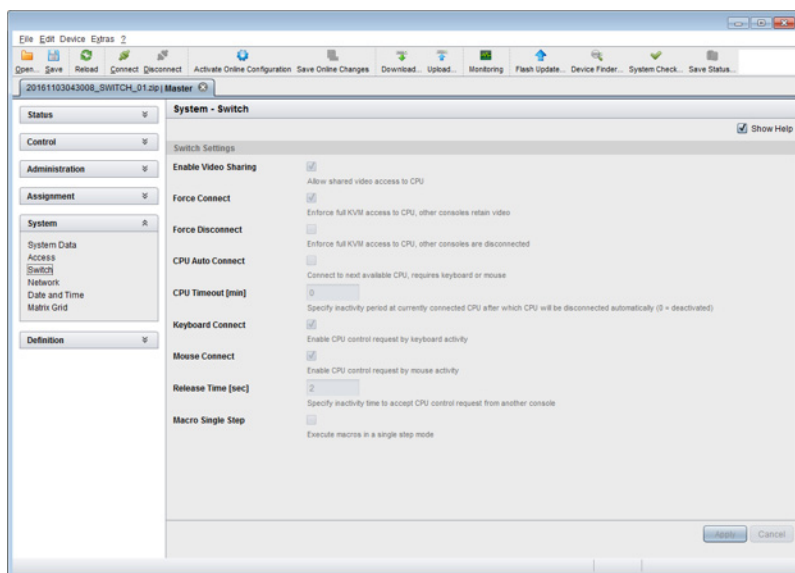 File Edit Device Extras ?
Open... Save Reload Connect Disconnect Activate Online Configuration Save Online Changes Download... Upload... Monitoring Flash Update... Device Finder... System Check... Save Status...
20161103043008_SWITCH_01.zip | Master
Status
Control
Administration
Assignment
System
System Data
Access
Switch
Network
Date and Time
Matrix Grid
Definition
System - Switch
Show Help
Switch Settings
Enable Video Sharing
Allow shared video access to CPU
Force Connect
Enforce full KVM access to CPU, other consoles retain video
Force Disconnect
Enforce full KVM access to CPU, other consoles are disconnected
CPU Auto Connect
Connect to next available CPU, requires keyboard or mouse
CPU Timeout [min] 0
Specify inactivity period at currently connected CPU after which CPU will be disconnected automatically (0 = deactivated)
Keyboard Connect
Enable CPU control request by keyboard activity
Mouse Connect
Enable CPU control request by mouse activity
Release Time [sec] 2
Specify inactivity time to accept CPU control request from another console
Macro Single Step
Execute macros in a single step mode
Apply Cancel